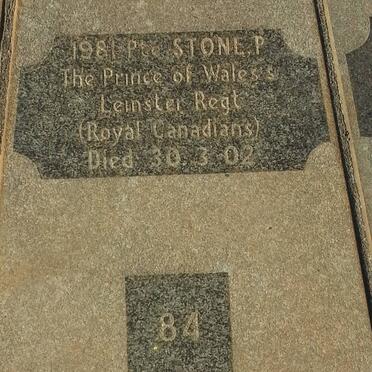 1981 Pte STONE.P
The Prince of Wales's
Leinster Regt
(Royal Canadians)
Died 30.3.02
84